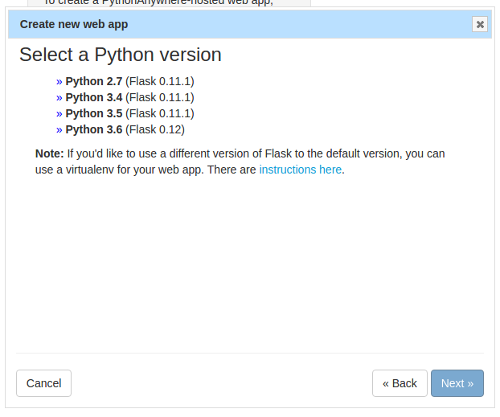 To create a PythonAnywhere-hosted web app,
Create new web app
Select a Python version
» Python 2.7 (Flask 0.11.1)
» Python 3.4 (Flask 0.11.1)
» Python 3.5 (Flask 0.11.1)
» Python 3.6 (Flask 0.12)
Note: If you'd like to use a different version of Flask to the default version, you can
use a virtualenv for your web app. There are instructions here.
Cancel
« Back
Next »